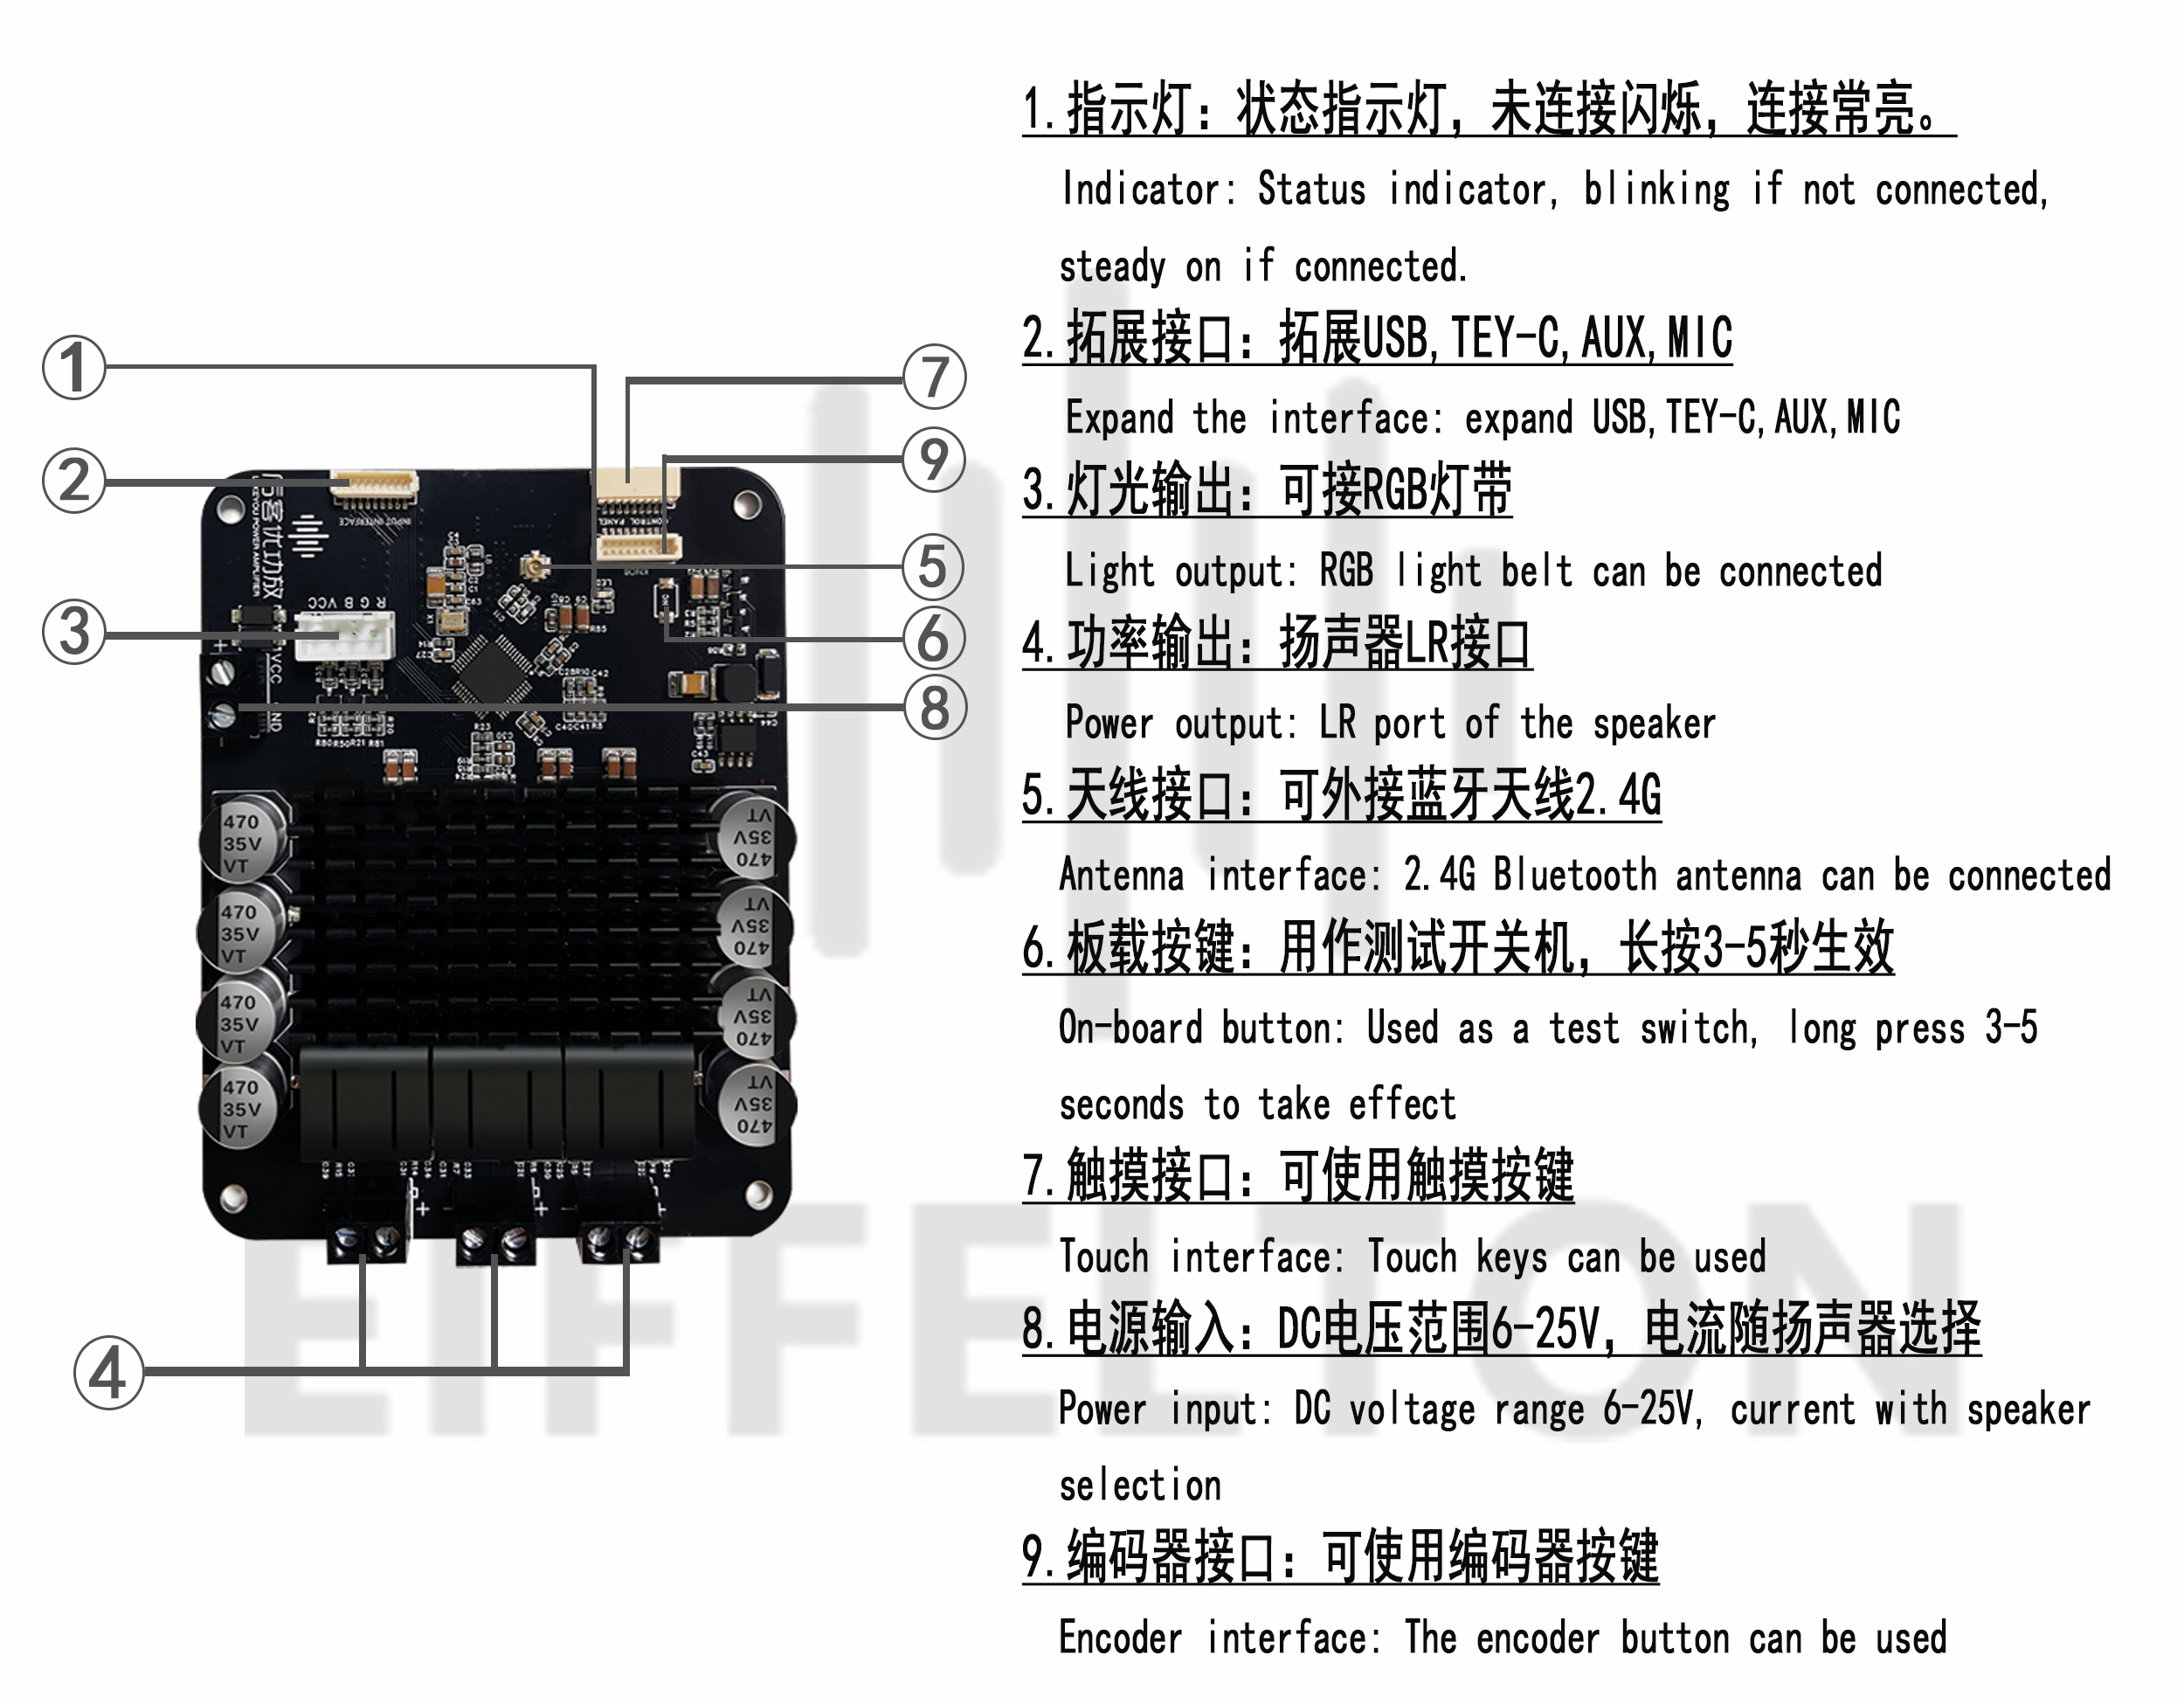 1.指示灯：状态指示灯，未连接闪烁，连接常亮。
Indicator: Status indicator, blinking if not connected,
steady on if connected.
2.拓展接口：拓展USB,TEY-C,AUX,MIC
Expand the interface: expand USB,TEY-C,AUX,MIC
3.灯光输出：可接RGB灯带
Light output: RGB light belt can be connected
4.功率输出：扬声器LR接口
Power output: LR port of the speaker
5.天线接口：可外接蓝牙天线2.4G
Antenna interface: 2.4G Bluetooth antenna can be connected
6.板载按键：用作测试开关机，长按3-5秒生效
On-board button: Used as a test switch, long press 3-5
seconds to take effect
7.触摸接口：可使用触摸按键
Touch interface: Touch keys can be used
8.电源输入：DC电压范围6-25V，电流随扬声器选择
Power input: DC voltage range 6-25V, current with speaker
selection
9.编码器接口：可使用编码器按键
Encoder interface: The encoder button can be used
①
②
③
④
⑦
⑨
⑤
⑥
⑧
INPUT INTERFACE
CONTROL PANEL
POWER AMPLIFIER
R G B VCC
VCC
470
35V
VT
470
35V
VT
470
35V
VT
470
35V
VT
470
35V
VT
470
35V
VT
470
35V
VT
470
35V
VT
EIFFELTON